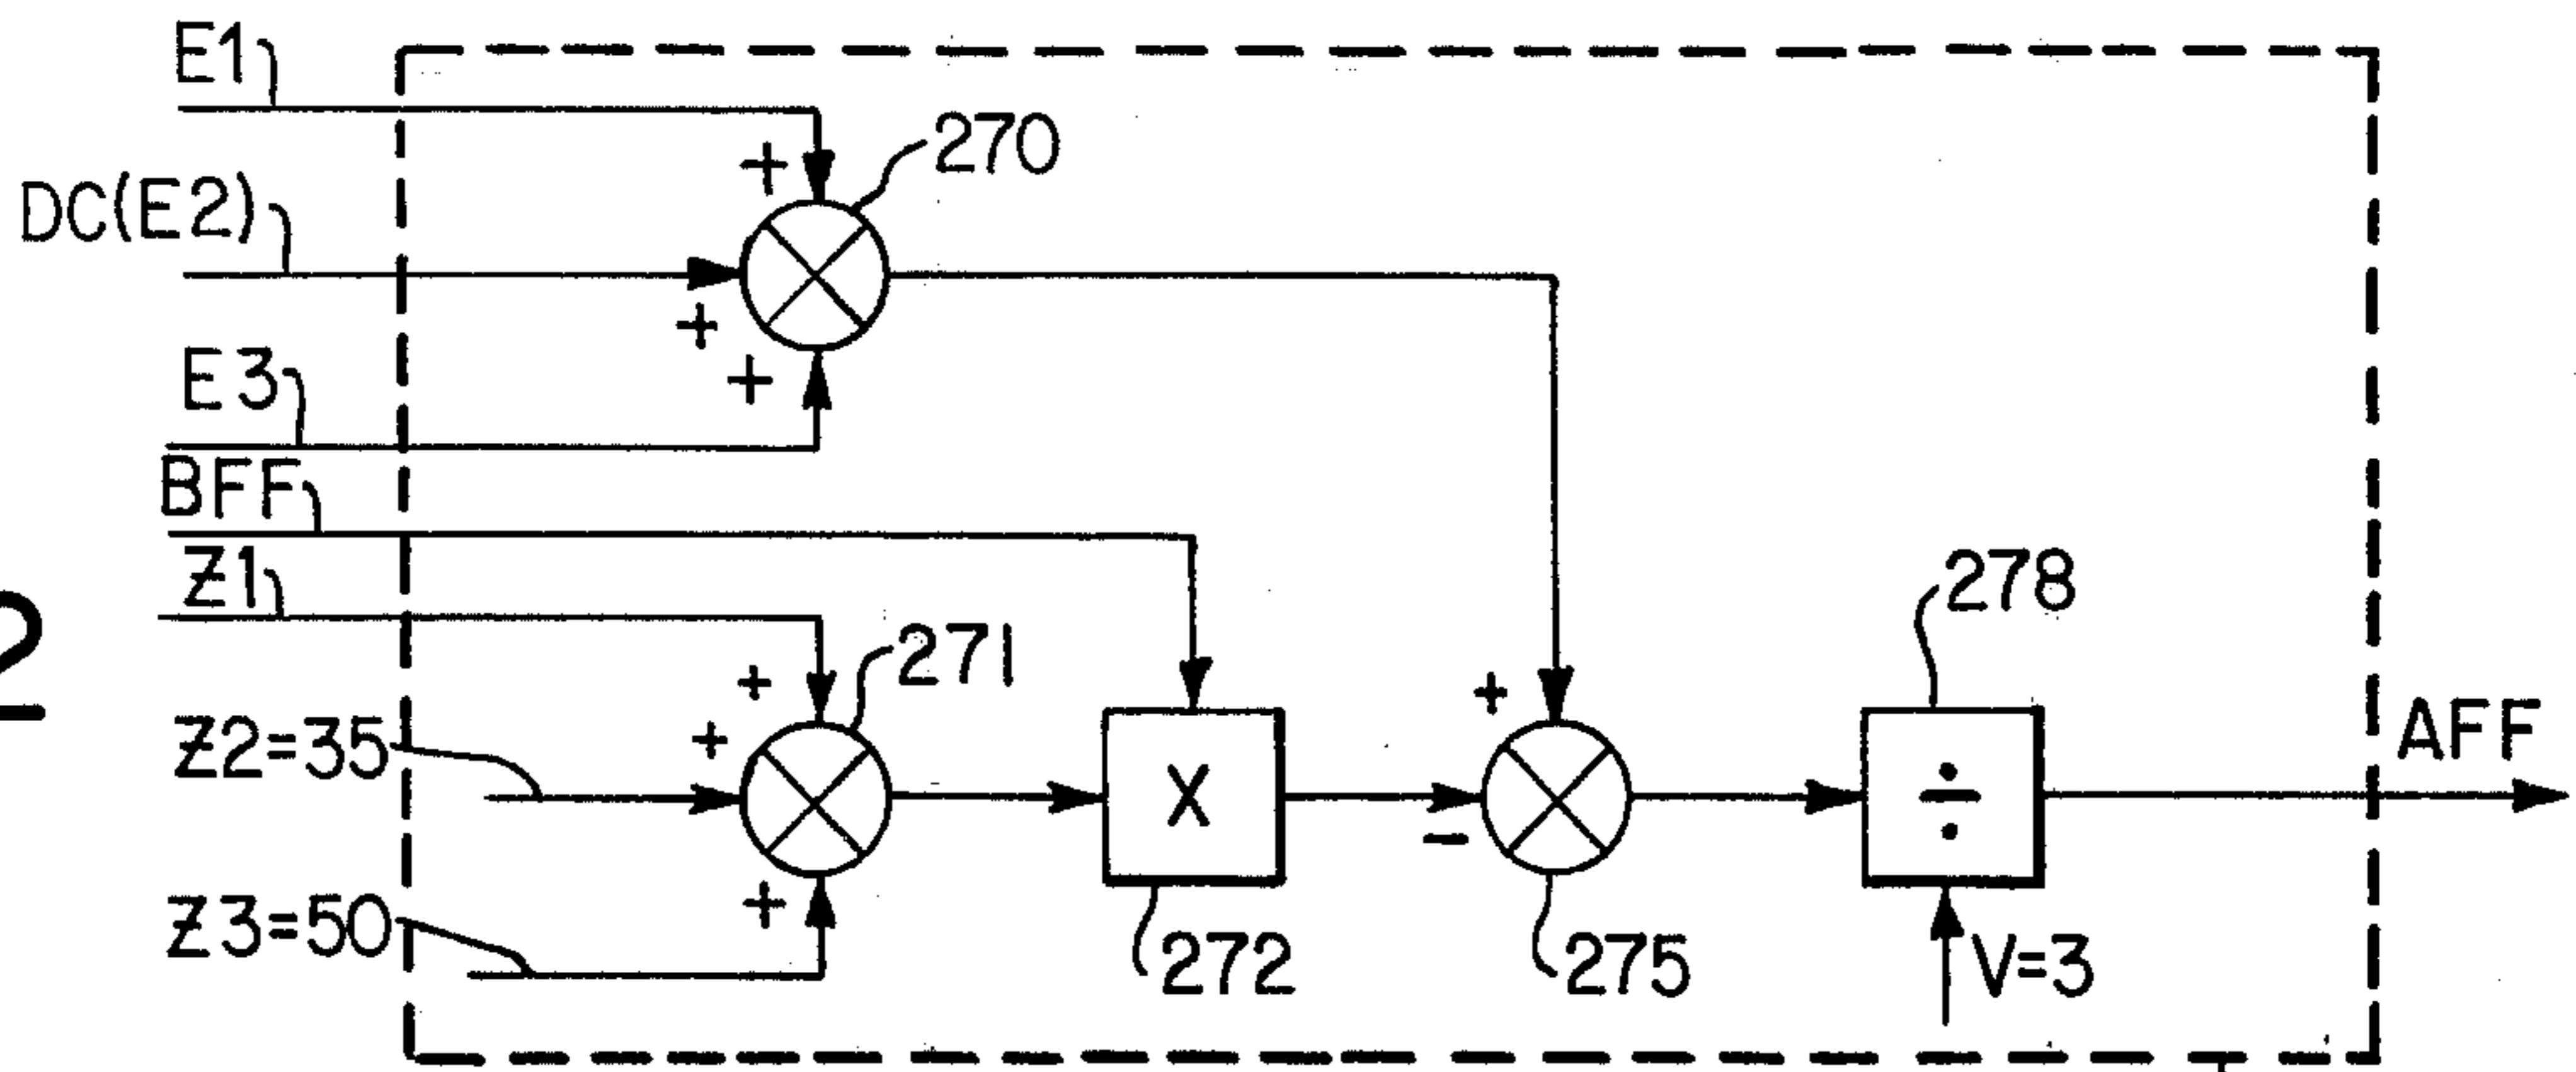 E1
270
DC(E2)
E3
BFF
Z1
271
278
2
Z2=35
AFF
Z3=50
272
275
V=3
+
+
+
+
+
+
X
+
-
÷